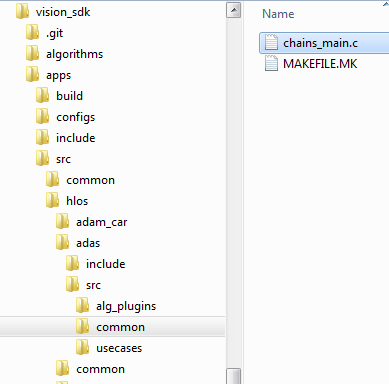 vision_sdk
.git
algorithms
apps
build
configs
include
src
common
hlos
adam_car
adas
include
src
alg_plugins
common
usecases
common
Name
chains_main.c
MAKEFILE.MK